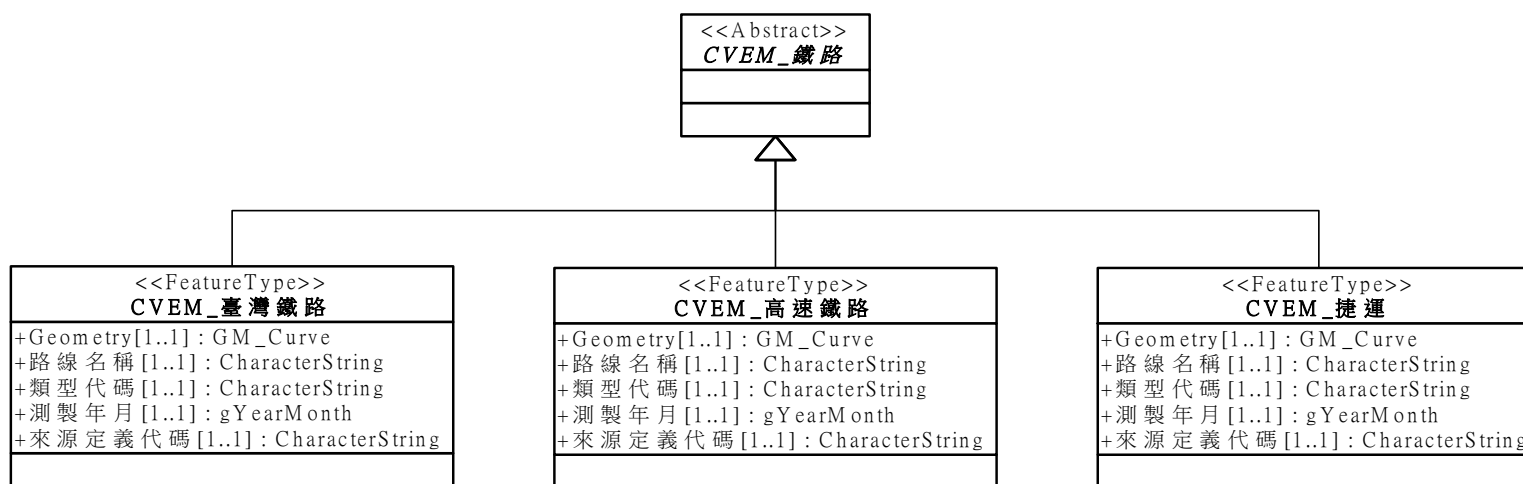 <<Abstract>>
CVEM_鐵路
<<FeatureType>>
CVEM_臺灣鐵路
+Geometry[1..1] : GM_Curve
+路線名稱[1..1] : CharacterString
+類型代碼[1..1] : CharacterString
+測製年月[1..1] : gYearMonth
+來源定義代碼[1..1] : CharacterString
<<FeatureType>>
CVEM_高速鐵路
+Geometry[1..1] : GM_Curve
+路線名稱[1..1] : CharacterString
+類型代碼[1..1] : CharacterString
+測製年月[1..1] : gYearMonth
+來源定義代碼[1..1] : CharacterString
<<FeatureType>>
CVEM_捷運
+Geometry[1..1] : GM_Curve
+路線名稱[1..1] : CharacterString
+類型代碼[1..1] : CharacterString
+測製年月[1..1] : gYearMonth
+來源定義代碼[1..1] : CharacterString